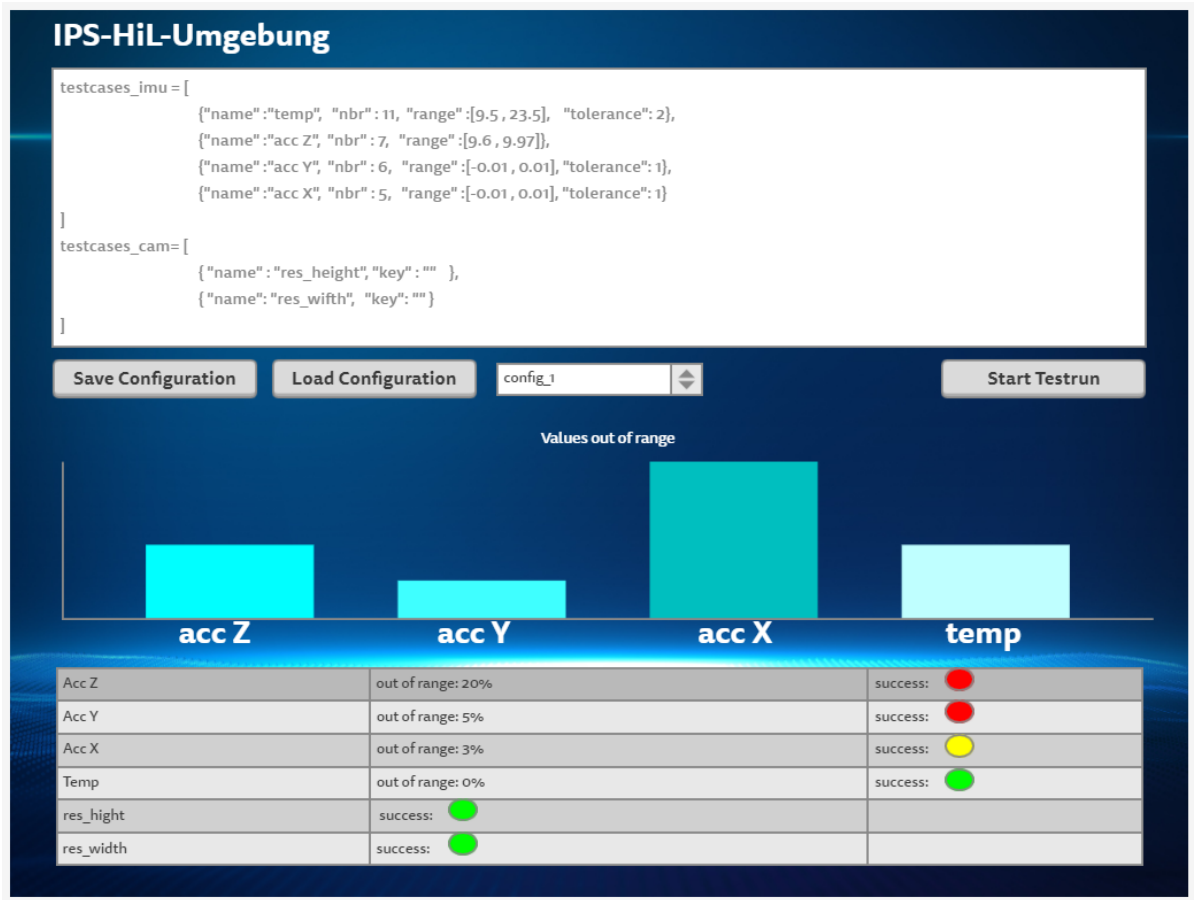 IPS-HiL-Umgebung
testcases_imu = [
{"name" :"temp", "nbr" : 11, "range" :[9.5 , 23.5], "tolerance": 2},
{"name" :"acc Z", "nbr" : 7, "range" :[9.6 , 9.97]},
{"name" :"acc Y", "nbr" : 6, "range" :[-0.01 , 0.01], "tolerance": 1},
{"name" :"acc X", "nbr" : 5, "range" :[-0.01 , 0.01], "tolerance": 1}
]
testcases_cam= [
{ "name" : "res_height", "key" : "" },
{ "name": "res_wifth", "key": "" }
]
Save Configuration Load Configuration config_1 Start Testrun
Values out of range
acc Z acc Y acc X temp
Acc Z out of range: 20% success:
Acc Y out of range: 5% success:
Acc X out of range: 3% success:
Temp out of range: 0% success:
res_hight success:
res_width success: